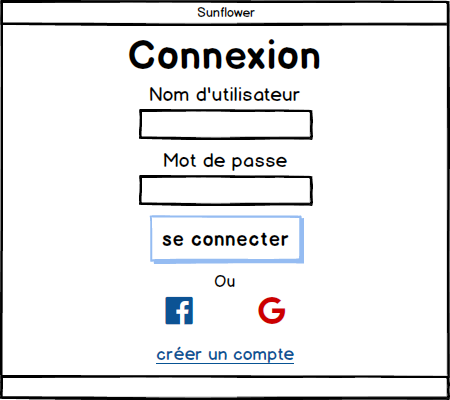 Sunflower
Connexion
Nom d'utilisateur
Mot de passe
se connecter
Ou
créer un compte